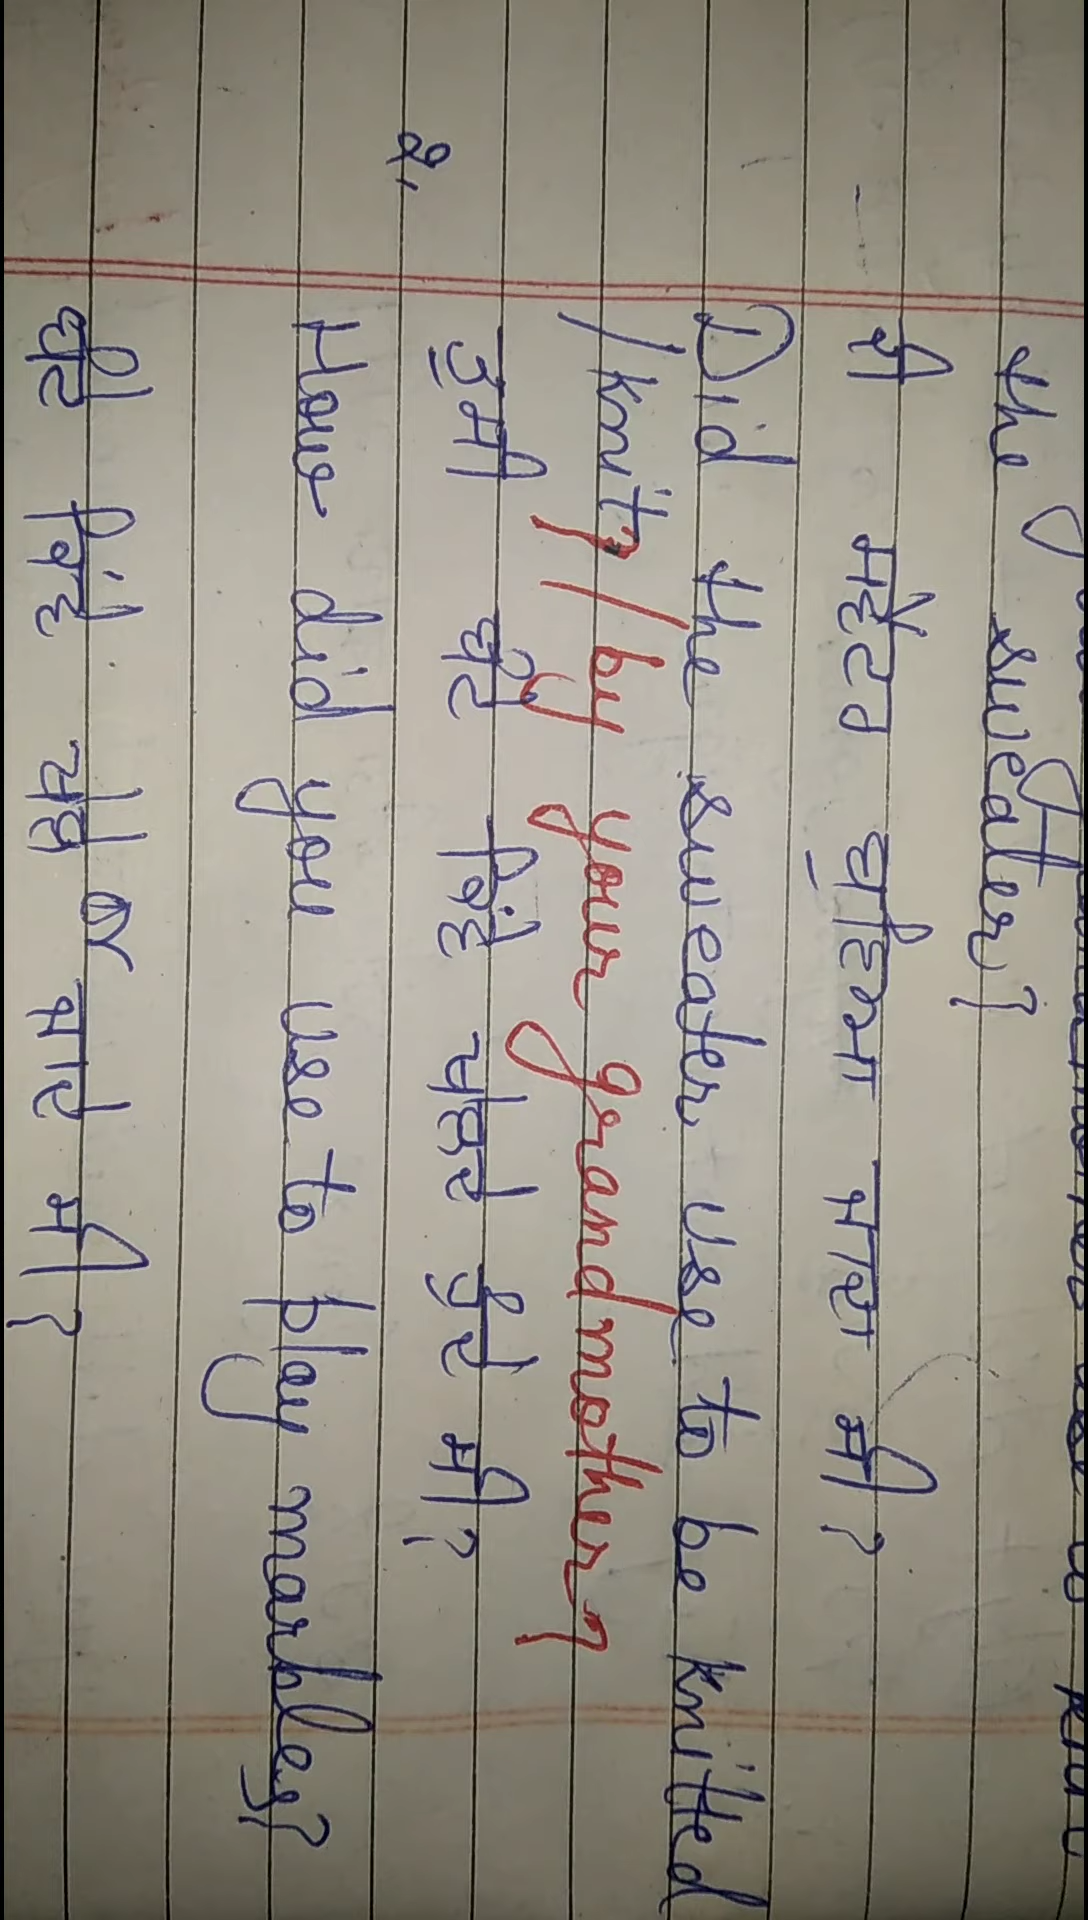 the sweater?
ਕੀ ਸਵੇਟਰ ਬੁਣਿਆ ਜਾਦਾ ਸੀ?
Did the sweater use to be knitted
/knit? / by your grandmother?
2. ਤੁਸੀ ਬੰਟੇ ਕਿਵੇਂ ਖੇਡਦੇ ਹੁੰਦੇ ਸੀ?
How did you use to play marbles?
ਬੰਟੇ ਕਿਵੇਂ ਖੇਡੇ ਜਾਦੇ ਸੀ?